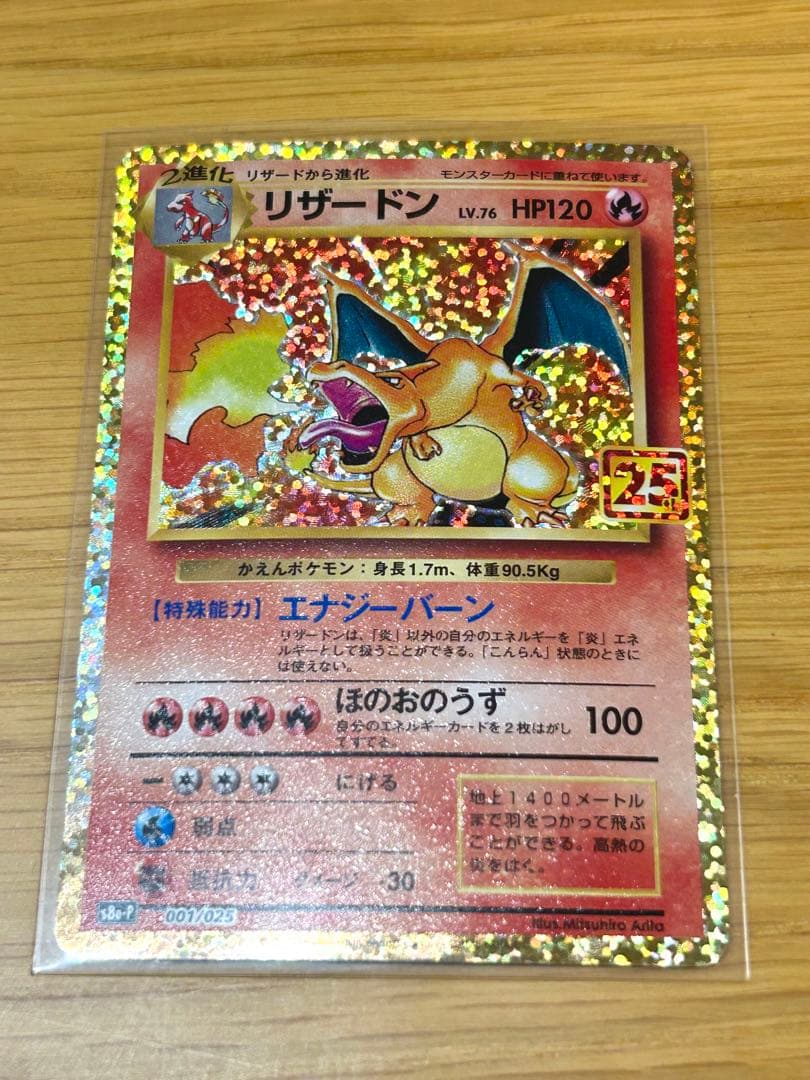 2進化 リザードから進化 モンスターカードに重ねて使います。
リザードン LV.76 HP120
25
かえんポケモン：身長1.7m、体重90.5Kg
【特殊能力】エナジーバーン
リザードンは、「炎」以外の自分のエネルギーを「炎」エネ
ルギーとして扱うことができる。「こんらん」状態のときに
は使えない。
ほのおのうず 100
自分のエネルギーカードを2枚はがし
てすてる。
にげる
弱点
抵抗力 ダメージ -30
地上1400メートル
まで羽をつかって飛ぶ
ことができる。高熱の
炎をはく。
s8a-P 001/025
Illus.Mitsuhiro Arita